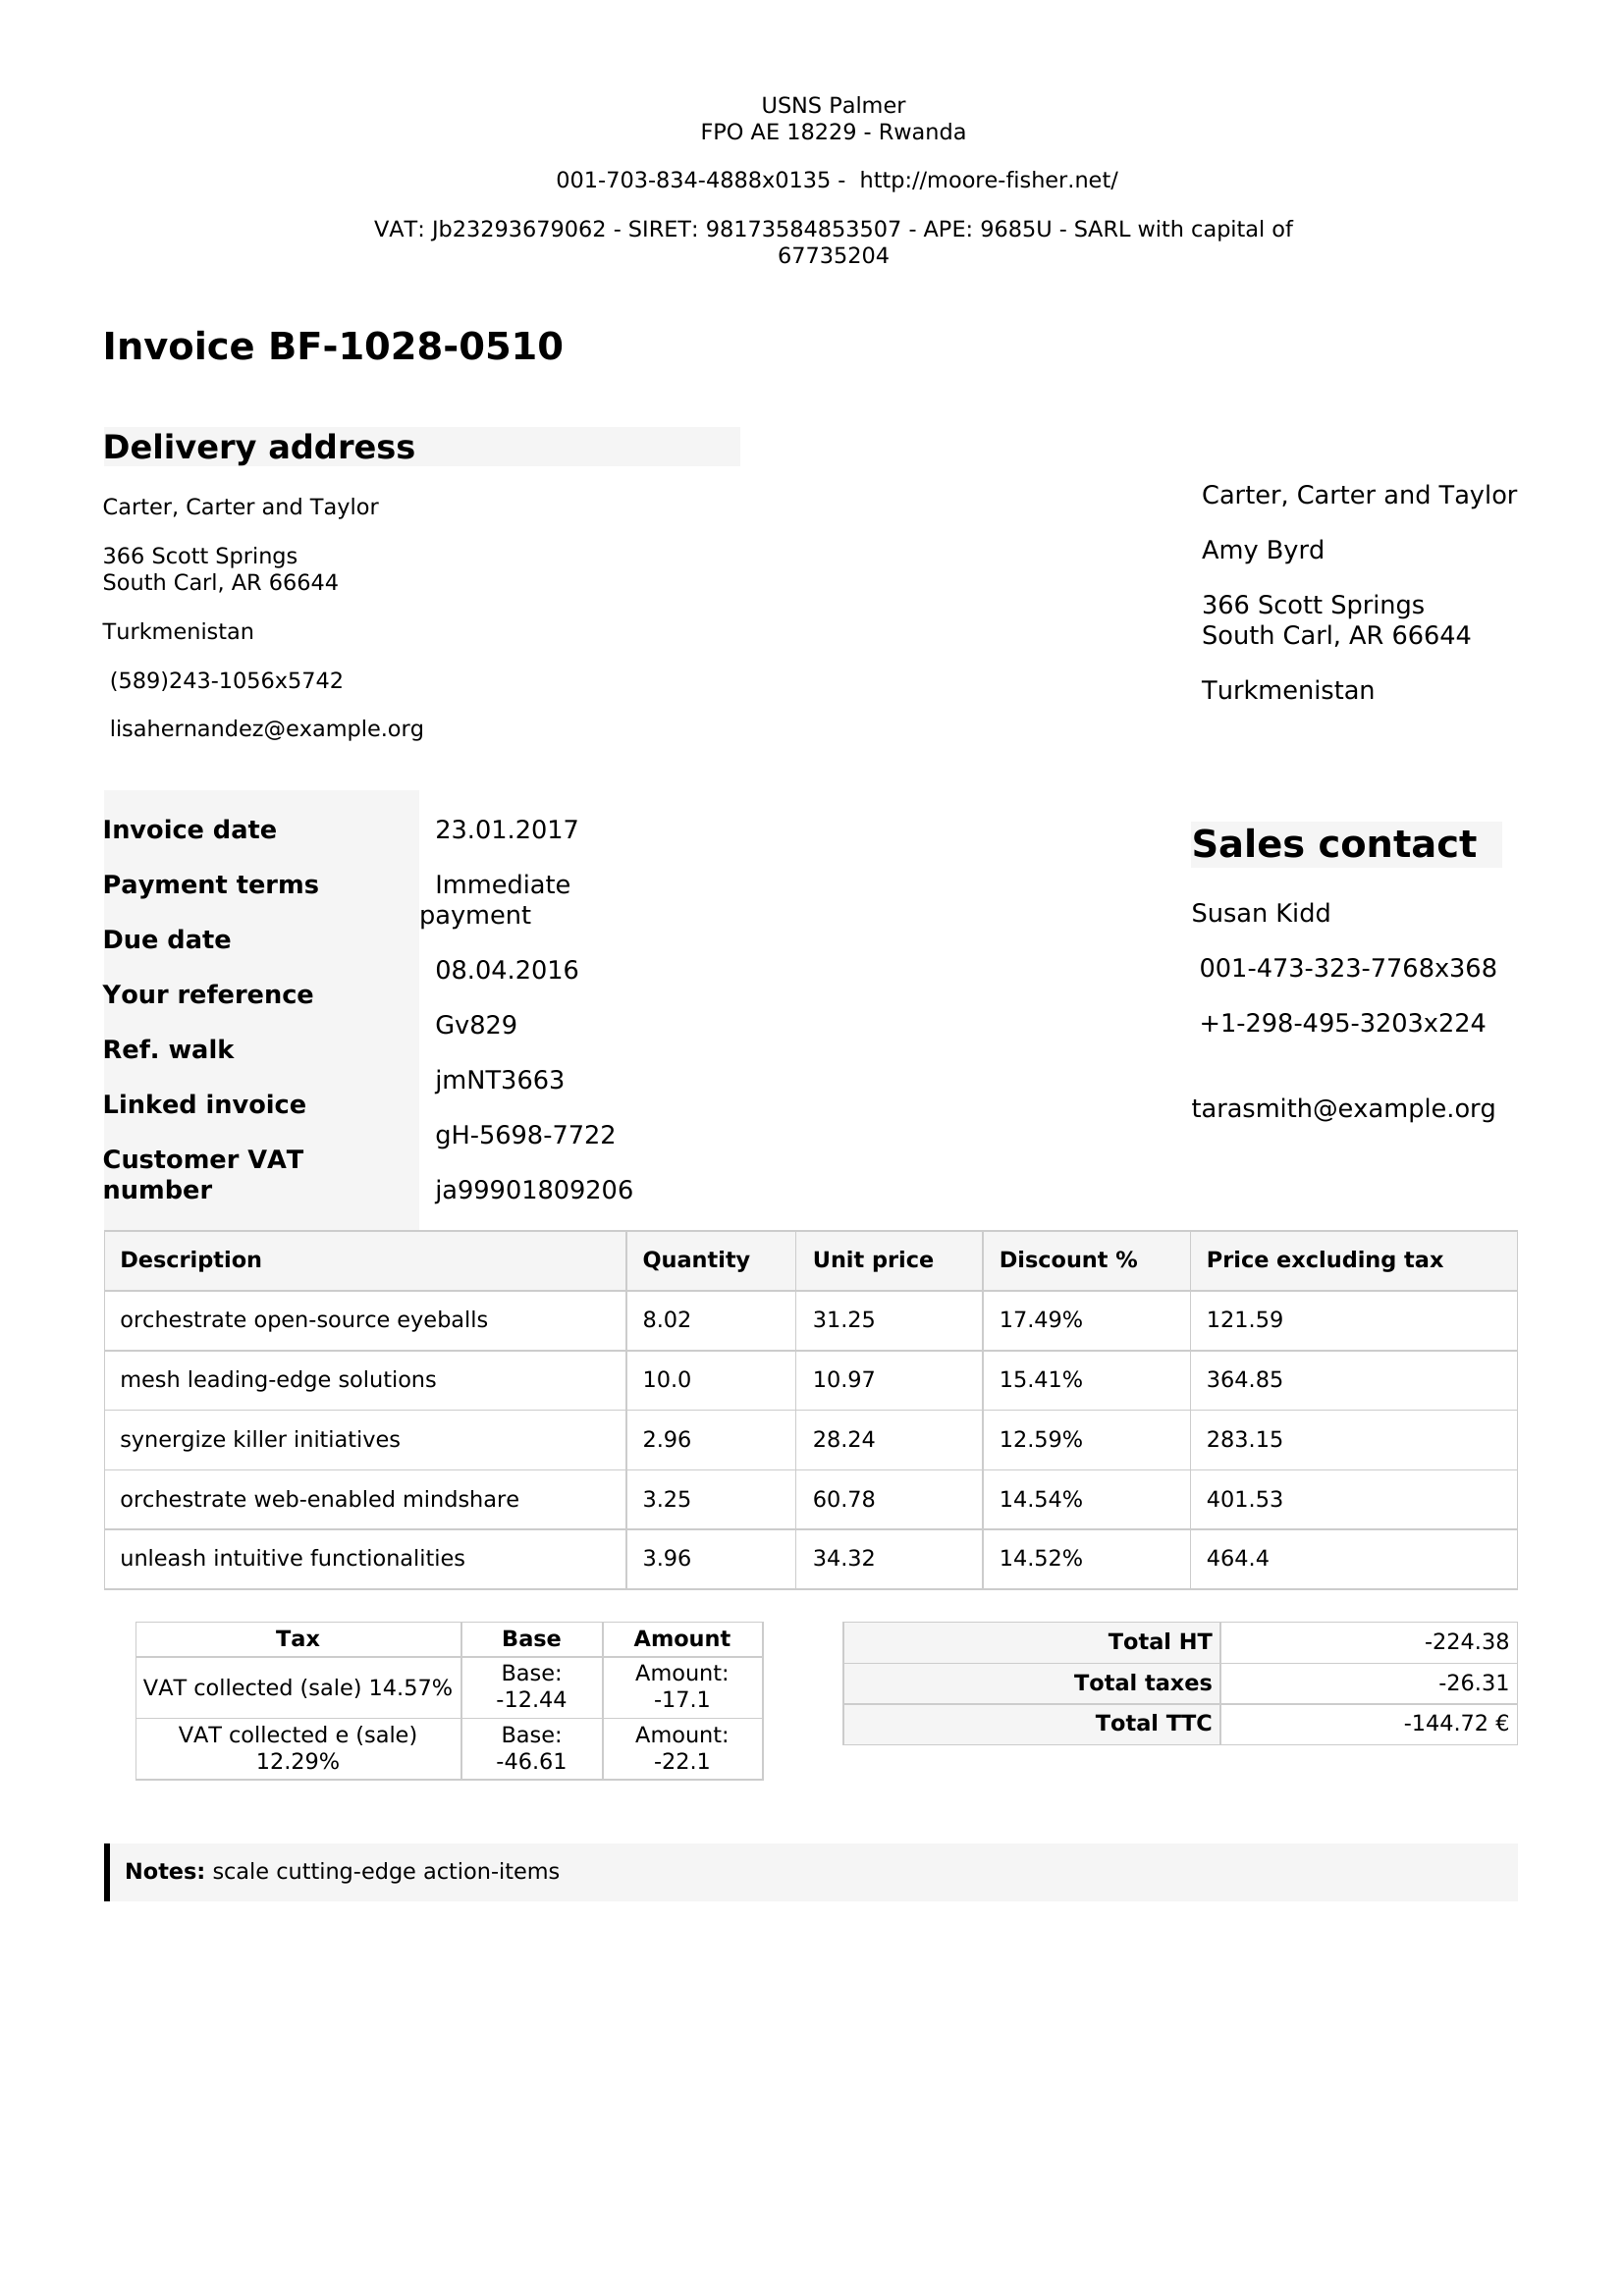 USNS Palmer
FPO AE 18229 - Rwanda
001-703-834-4888x0135 -  http://moore-fisher.net/
VAT: Jb23293679062 - SIRET: 98173584853507 - APE: 9685U - SARL with capital of
67735204
Invoice BF-1028-0510
Delivery address
Carter, Carter and Taylor
366 Scott Springs
South Carl, AR 66644
Turkmenistan
(589)243-1056x5742
lisahernandez@example.org
Carter, Carter and Taylor
Amy Byrd
366 Scott Springs
South Carl, AR 66644
Turkmenistan
Invoice date
Payment terms
Due date
Your reference
Ref. walk
Linked invoice
Customer VAT
number
23.01.2017
Immediate
payment
08.04.2016
Gv829
jmNT3663
gH-5698-7722
ja99901809206
Sales contact
Susan Kidd
001-473-323-7768x368
+1-298-495-3203x224
tarasmith@example.org
Description Quantity Unit price Discount % Price excluding tax
orchestrate open-source eyeballs 8.02 31.25 17.49% 121.59
mesh leading-edge solutions 10.0 10.97 15.41% 364.85
synergize killer initiatives 2.96 28.24 12.59% 283.15
orchestrate web-enabled mindshare 3.25 60.78 14.54% 401.53
unleash intuitive functionalities 3.96 34.32 14.52% 464.4
Tax Base Amount
VAT collected (sale) 14.57% Base: -12.44 Amount: -17.1
VAT collected e (sale) 12.29% Base: -46.61 Amount: -22.1
Total HT -224.38
Total taxes -26.31
Total TTC -144.72 €
Notes: scale cutting-edge action-items